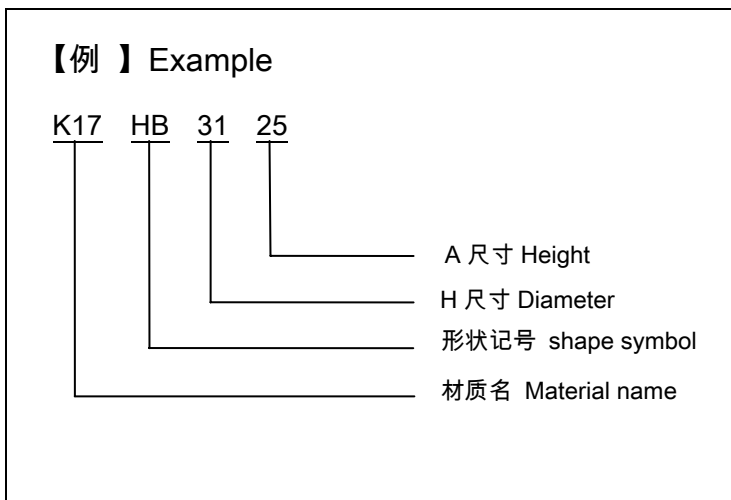 【例 】Example
K17 HB 31 25
A 尺寸 Height
H 尺寸 Diameter
形状记号 shape symbol
材质名 Material name